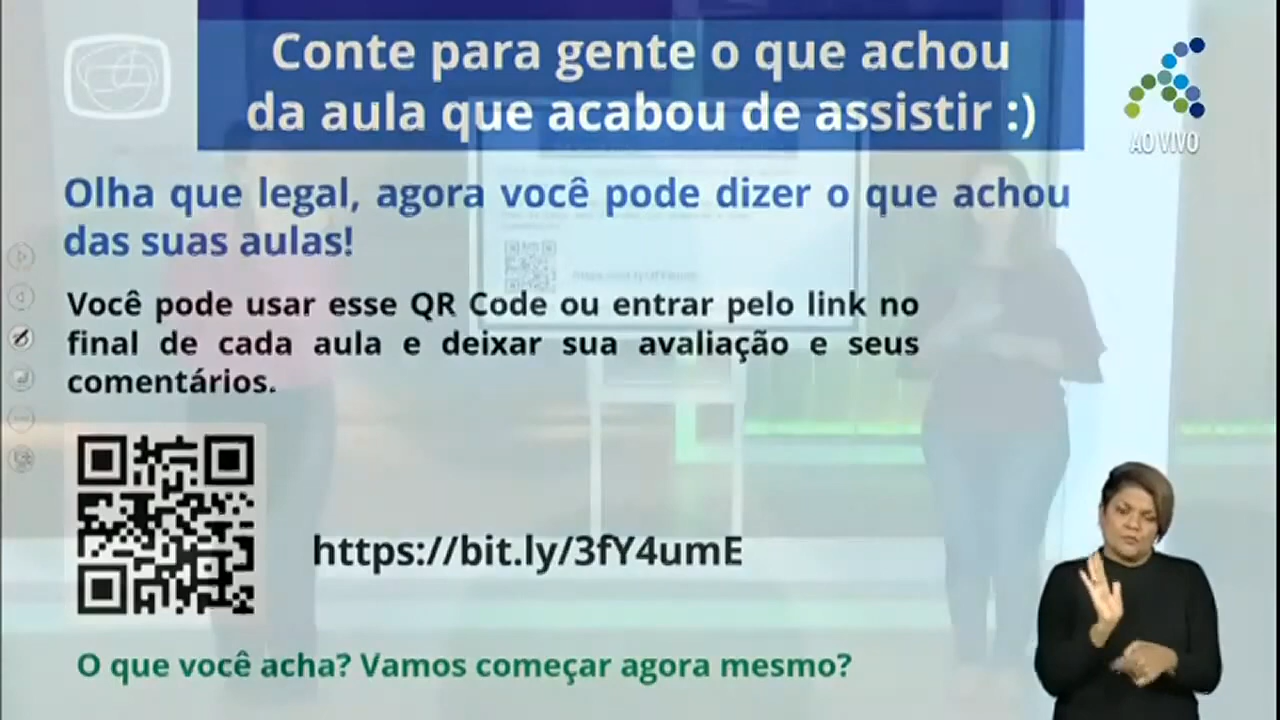 Conte para gente o que achou
da aula que acabou de assistir :)
AO VIVO
Olha que legal, agora você pode dizer o que achou
das suas aulas!
Você pode usar esse QR Code ou entrar pelo link no
final de cada aula e deixar sua avaliação e seus
comentários.
https://bit.ly/3fY4umE
O que você acha? Vamos começar agora mesmo?